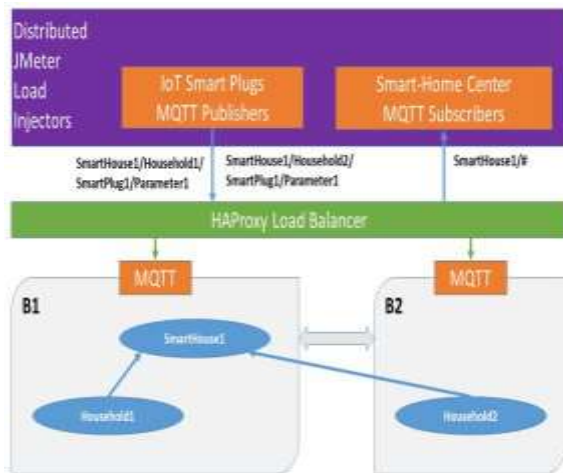 Distributed
JMeter
Load
Injectors
IoT Smart Plugs
MQTT Publishers
Smart-Home Center
MQTT Subscribers
SmartHouse1/Household1/
SmartPlug1/Parameter1
SmartHouse1/Household2/
SmartPlug1/Parameter1
SmartHouse1/#
HAProxy Load Balancer
MQTT
MQTT
B1
B2
SmartHouse1
Household1
Household2